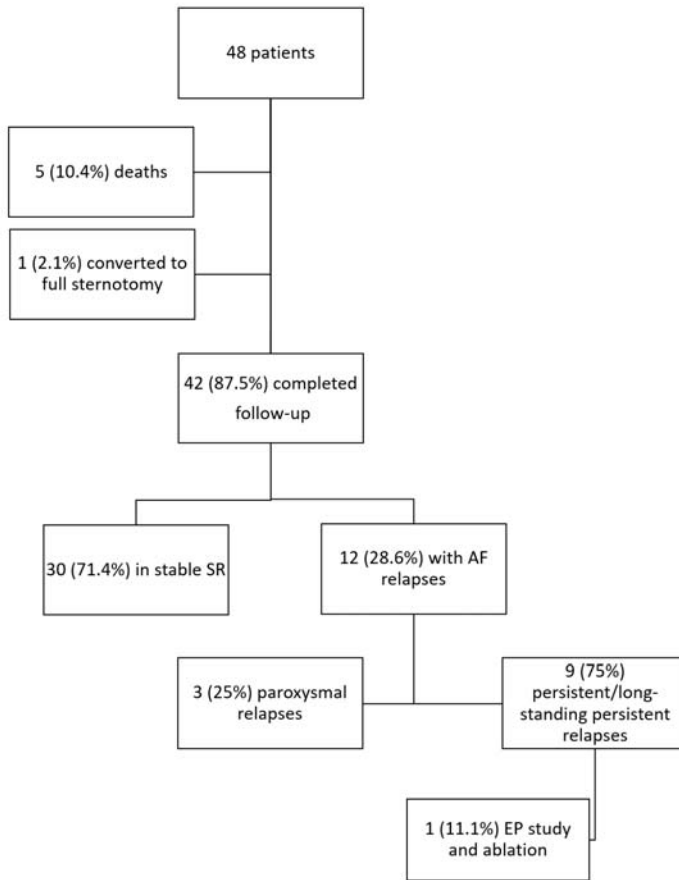 48 patients
5 (10.4%) deaths
1 (2.1%) converted to
full sternotomy
42 (87.5%) completed
follow-up
30 (71.4%) in stable SR
12 (28.6%) with AF
relapses
3 (25%) paroxysmal
relapses
9 (75%)
persistent/long-
standing persistent
relapses
1 (11.1%) EP study
and ablation